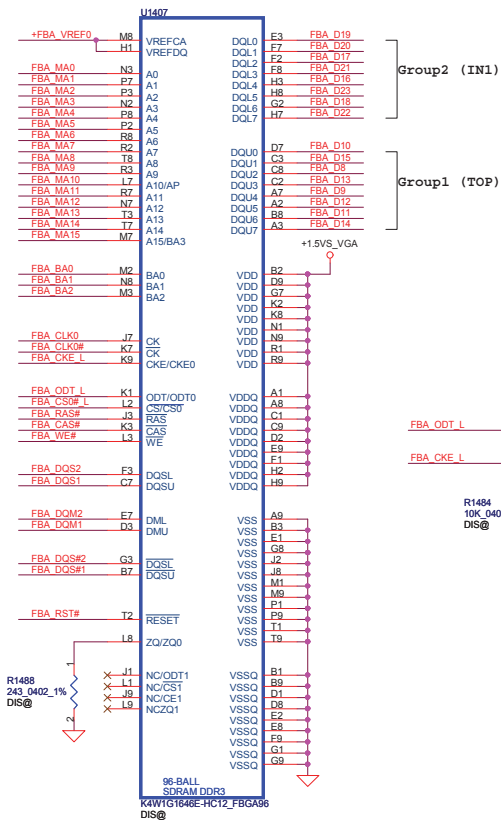 U1407
+FBA_VREF0 M8 VREFCA DQL0 E3 FBA_D19
H1 VREFDQ DQL1 F7 FBA_D20
DQL2 F2 FBA_D17
FBA_MA0 N3 A0 DQL3 F8 FBA_D21
FBA_MA1 P7 A1 DQL4 H3 FBA_D16
FBA_MA2 P3 A2 DQL5 H8 FBA_D23
FBA_MA3 N2 A3 DQL6 G2 FBA_D18
FBA_MA4 P8 A4 DQL7 H7 FBA_D22
Group2 (IN1)
FBA_MA5 P2 A5
FBA_MA6 R8 A6
FBA_MA7 R2 A7 DQU0 D7 FBA_D10
FBA_MA8 T8 A8 DQU1 C3 FBA_D15
FBA_MA9 R3 A9 DQU2 C8 FBA_D8
FBA_MA10 L7 A10/AP DQU3 C2 FBA_D13
FBA_MA11 R7 A11 DQU4 A7 FBA_D9
FBA_MA12 N7 A12 DQU5 A2 FBA_D12
FBA_MA13 T3 A13 DQU6 B8 FBA_D11
FBA_MA14 T7 A14 DQU7 A3 FBA_D14
FBA_MA15 M7 A15/BA3
Group1 (TOP)
+1.5VS_VGA
FBA_BA0 M2 BA0 VDD B2
FBA_BA1 N8 BA1 VDD D9
FBA_BA2 M3 BA2 VDD G7
VDD K2
VDD K8
VDD N1
FBA_CLK0 J7 CK VDD N9
FBA_CLK0# K7 CK VDD R1
FBA_CKE_L K9 CKE/CKE0 VDD R9
FBA_ODT_L K1 ODT/ODT0 VDDQ A1
FBA_CS0#_L L2 CS/CS0 VDDQ A8
FBA_RAS# J3 RAS VDDQ C1
FBA_CAS# K3 CAS VDDQ C9
FBA_WE# L3 WE VDDQ D2
VDDQ E9
VDDQ F1
FBA_DQS2 F3 DQSL VDDQ H2
FBA_DQS1 C7 DQSU VDDQ H9
FBA_ODT_L
FBA_CKE_L
R1484
10K_040
DIS@
FBA_DQM2 E7 DML VSS A9
FBA_DQM1 D3 DMU VSS B3
VSS E1
VSS G8
FBA_DQS#2 G3 DQSL VSS J2
FBA_DQS#1 B7 DQSU VSS J8
VSS M1
VSS M9
VSS P1
FBA_RST# T2 RESET VSS P9
VSS T1
L8 ZQ/ZQ0 VSS T9
1
R1488
243_0402_1%
DIS@
2
J1 NC/ODT1 VSSQ B1
L1 NC/CS1 VSSQ B9
J9 NC/CE1 VSSQ D1
L9 NCZQ1 VSSQ D8
VSSQ E2
VSSQ E8
VSSQ F9
VSSQ G1
VSSQ G9
96-BALL
SDRAM DDR3
K4W1G1646E-HC12_FBGA96
DIS@